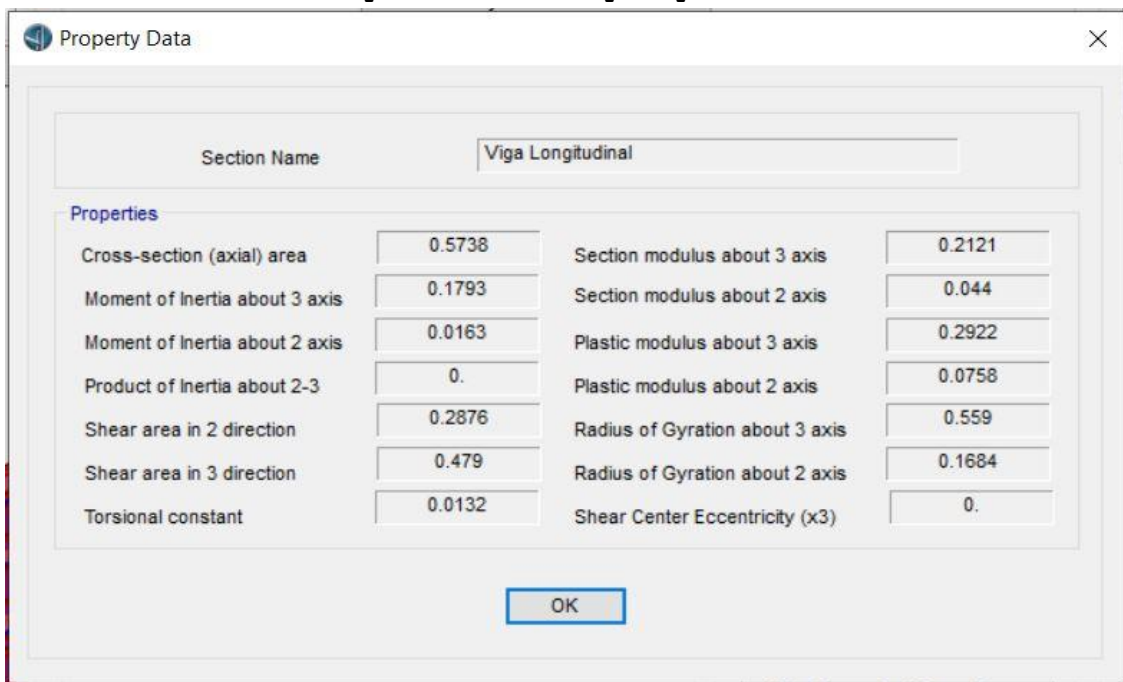 Property Data
Section Name
Viga Longitudinal
Properties
Cross-section (axial) area
0.5738
Moment of Inertia about 3 axis
0.1793
Moment of Inertia about 2 axis
0.0163
Product of Inertia about 2-3
0.
Shear area in 2 direction
0.2876
Shear area in 3 direction
0.479
Torsional constant
0.0132
Section modulus about 3 axis
0.2121
Section modulus about 2 axis
0.044
Plastic modulus about 3 axis
0.2922
Plastic modulus about 2 axis
0.0758
Radius of Gyration about 3 axis
0.559
Radius of Gyration about 2 axis
0.1684
Shear Center Eccentricity (x3)
0.
OK